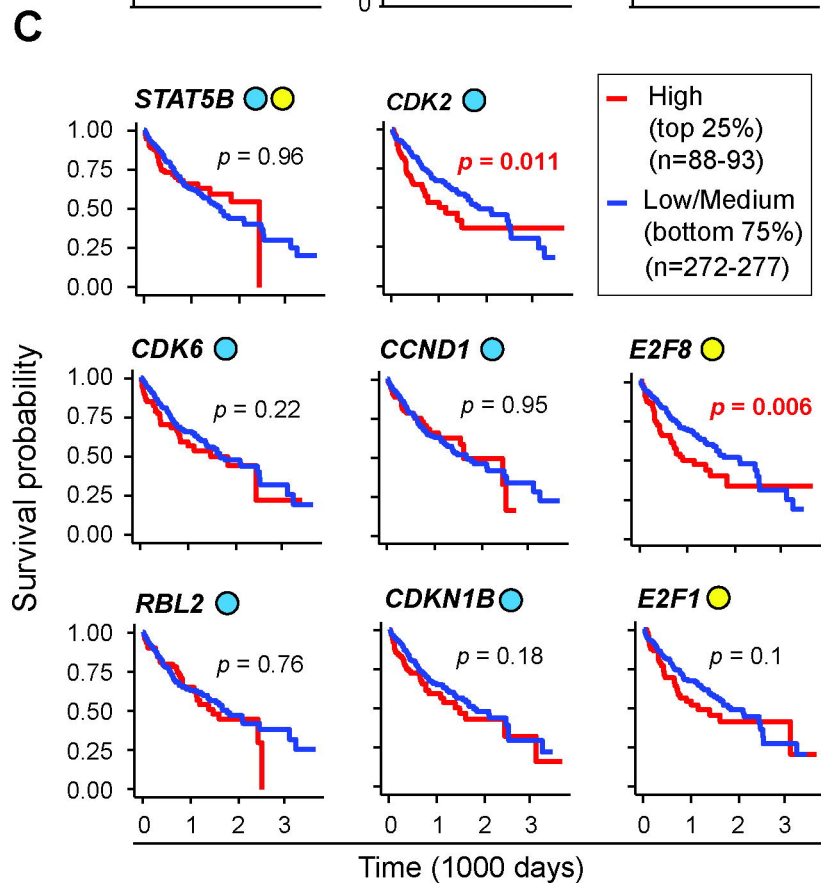 0
C
STAT5B
CDK2
High
(top 25%)
(n=88-93)
Low/Medium
(bottom 75%)
(n=272-277)
1.00
0.75
0.50
0.25
0.00
p = 0.96
p = 0.011
Survival probability
CDK6
CCND1
E2F8
1.00
0.75
0.50
0.25
0.00
p = 0.22
p = 0.95
p = 0.006
RBL2
CDKN1B
E2F1
1.00
0.75
0.50
0.25
0.00
p = 0.76
p = 0.18
p = 0.1
0 1 2 3
0 1 2 3
0 1 2 3
Time (1000 days)